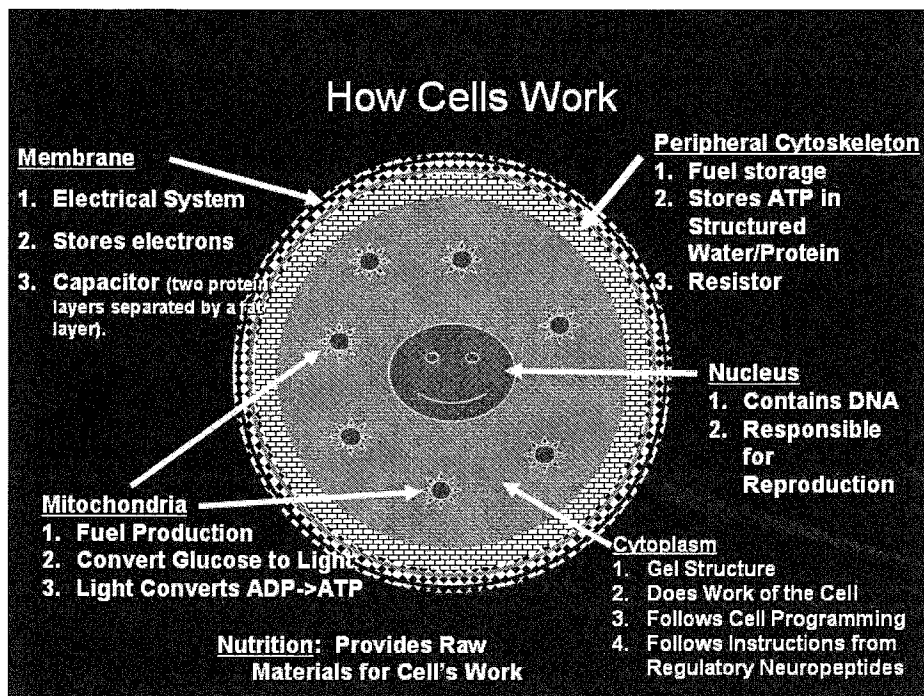 How Cells Work
Membrane
1. Electrical System
2. Stores electrons
3. Capacitor (two protein
layers separated by a fat
layer).
Peripheral Cytoskeleton
1. Fuel storage
2. Stores ATP in
Structured
Water/Protein
3. Resistor
Nucleus
1. Contains DNA
2. Responsible
for
Reproduction
Mitochondria
1. Fuel Production
2. Convert Glucose to Light
3. Light Converts ADP->ATP
Cytoplasm
1. Gel Structure
2. Does Work of the Cell
3. Follows Cell Programming
4. Follows Instructions from
Regulatory Neuropeptides
Nutrition: Provides Raw
Materials for Cell's Work